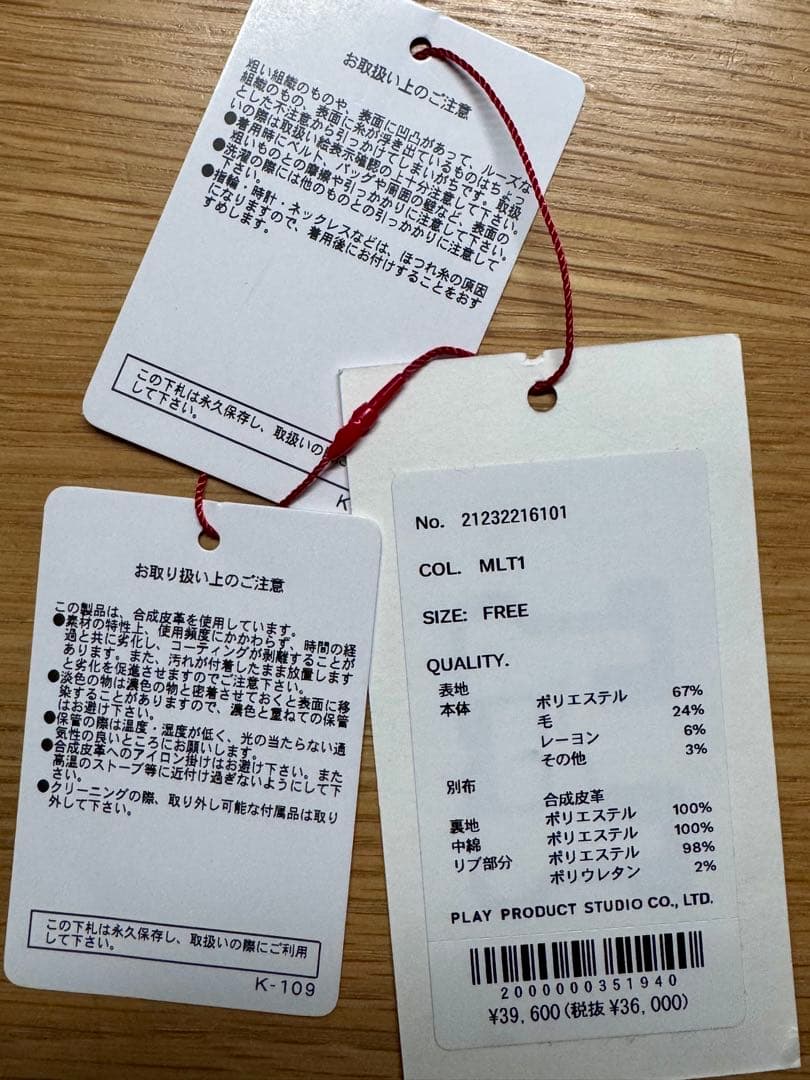 お取扱い上のご注意
粗い組織のものや、表面に凹凸があって、ルーズな
組織のもの、表面に糸が浮き出ているものはちょっ
とした不注意から引っかけてしまいがちです。取扱
いの際は取扱い絵表示確認の上十分注意して下さい。
●着用時にベルト、バッグや周囲の壁など、表面の
粗いものとの摩擦や引っかかりに注意して下さい。
●洗濯の際には他のものとの引っかかりに注意して
下さい。
●指輪・時計・ネックレスなどは、ほつれ糸の原因
になりますので、着用後にお付けすることをおす
すめします。
この下札は永久保存し、取扱いの
して下さい。
K
お取り扱い上のご注意
この製品は、合成皮革を使用しています。
●素材の特性上、使用頻度にかかわらず、時間の経
過と共に劣化し、コーティングが剥離することが
あります。また、汚れが付着したまま放置します
と劣化を促進させますのでご注意下さい。
●淡色の物は濃色の物と密着させておくと表面に移
染することがありますので、濃色と重ねての保管
はお避け下さい。
●保管の際は温度・湿度が低く、光の当たらない通
気性の良いところにお願いします。
●合成皮革へのアイロン掛けはお避け下さい。また
高温のストーブ等に近付け過ぎないようにして下
さい。
●クリーニングの際、取り外し可能な付属品は取り
外して下さい。
この下札は永久保存し、取扱いの際にご利用
して下さい。
K-109
No. 21232216101
COL. MLT1
SIZE: FREE
QUALITY.
表地
本体 ポリエステル 67%
毛 24%
レーヨン 6%
その他 3%
別布 合成皮革
裏地 ポリエステル 100%
中綿 ポリエステル 100%
リブ部分 ポリエステル 98%
ポリウレタン 2%
PLAY PRODUCT STUDIO CO., LTD.
2000000351940
¥39,600(税抜 ¥36,000)